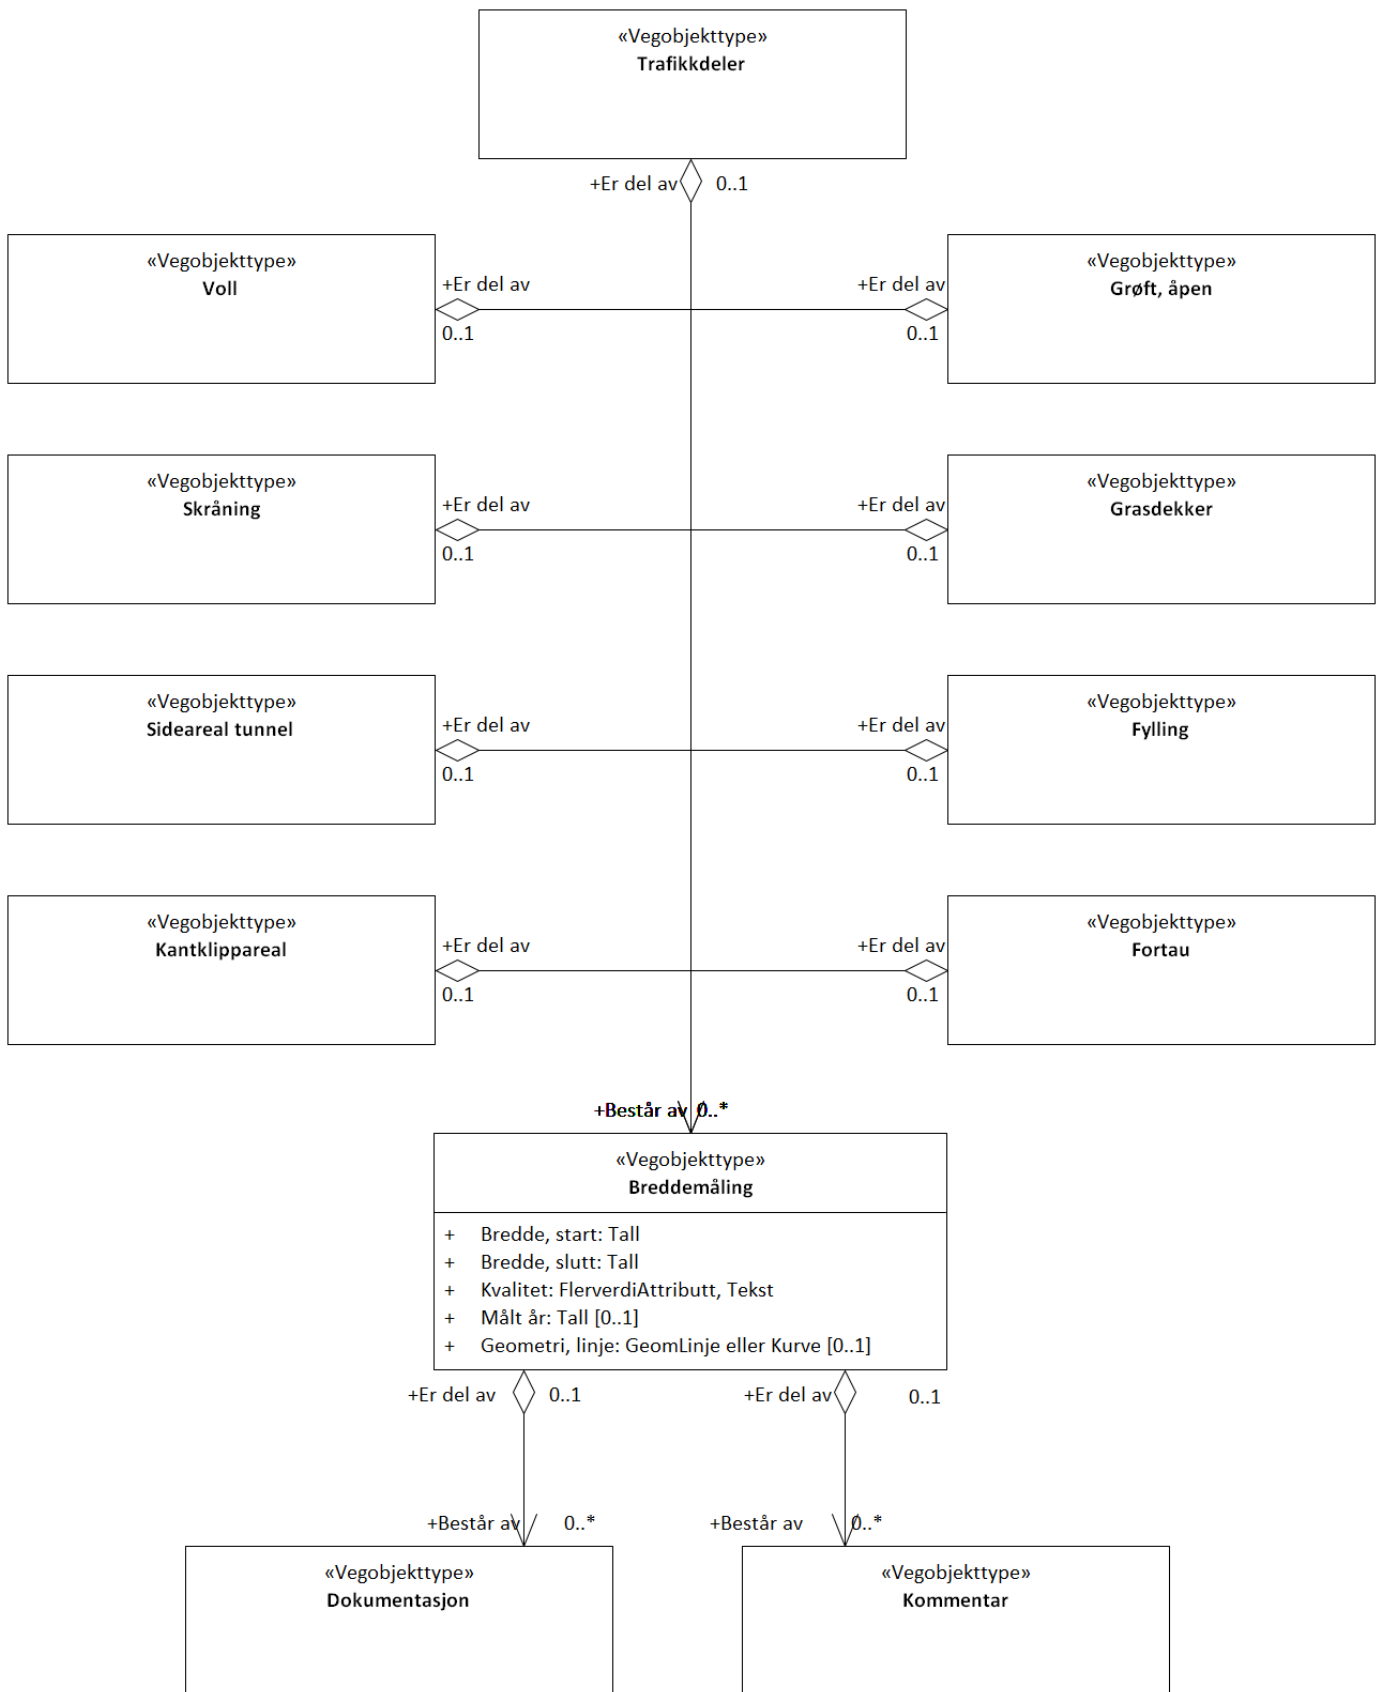 «Vegobjekttype»
Trafikkdeler
+Er del av 0..1
«Vegobjekttype»
Voll
+Er del av
0..1
«Vegobjekttype»
Grøft, åpen
+Er del av
0..1
«Vegobjekttype»
Skråning
+Er del av
0..1
«Vegobjekttype»
Grasdekker
+Er del av
0..1
«Vegobjekttype»
Sideareal tunnel
+Er del av
0..1
«Vegobjekttype»
Fylling
+Er del av
0..1
«Vegobjekttype»
Kantklippareal
+Er del av
0..1
«Vegobjekttype»
Fortau
+Er del av
0..1
+Består av 0..*
«Vegobjekttype»
Breddemåling
+ Bredde, start: Tall
+ Bredde, slutt: Tall
+ Kvalitet: FlerverdiAttributt, Tekst
+ Målt år: Tall [0..1]
+ Geometri, linje: GeomLinje eller Kurve [0..1]
+Er del av 0..1
+Er del av 0..1
+Består av 0..*
+Består av 0..*
«Vegobjekttype»
Dokumentasjon
«Vegobjekttype»
Kommentar